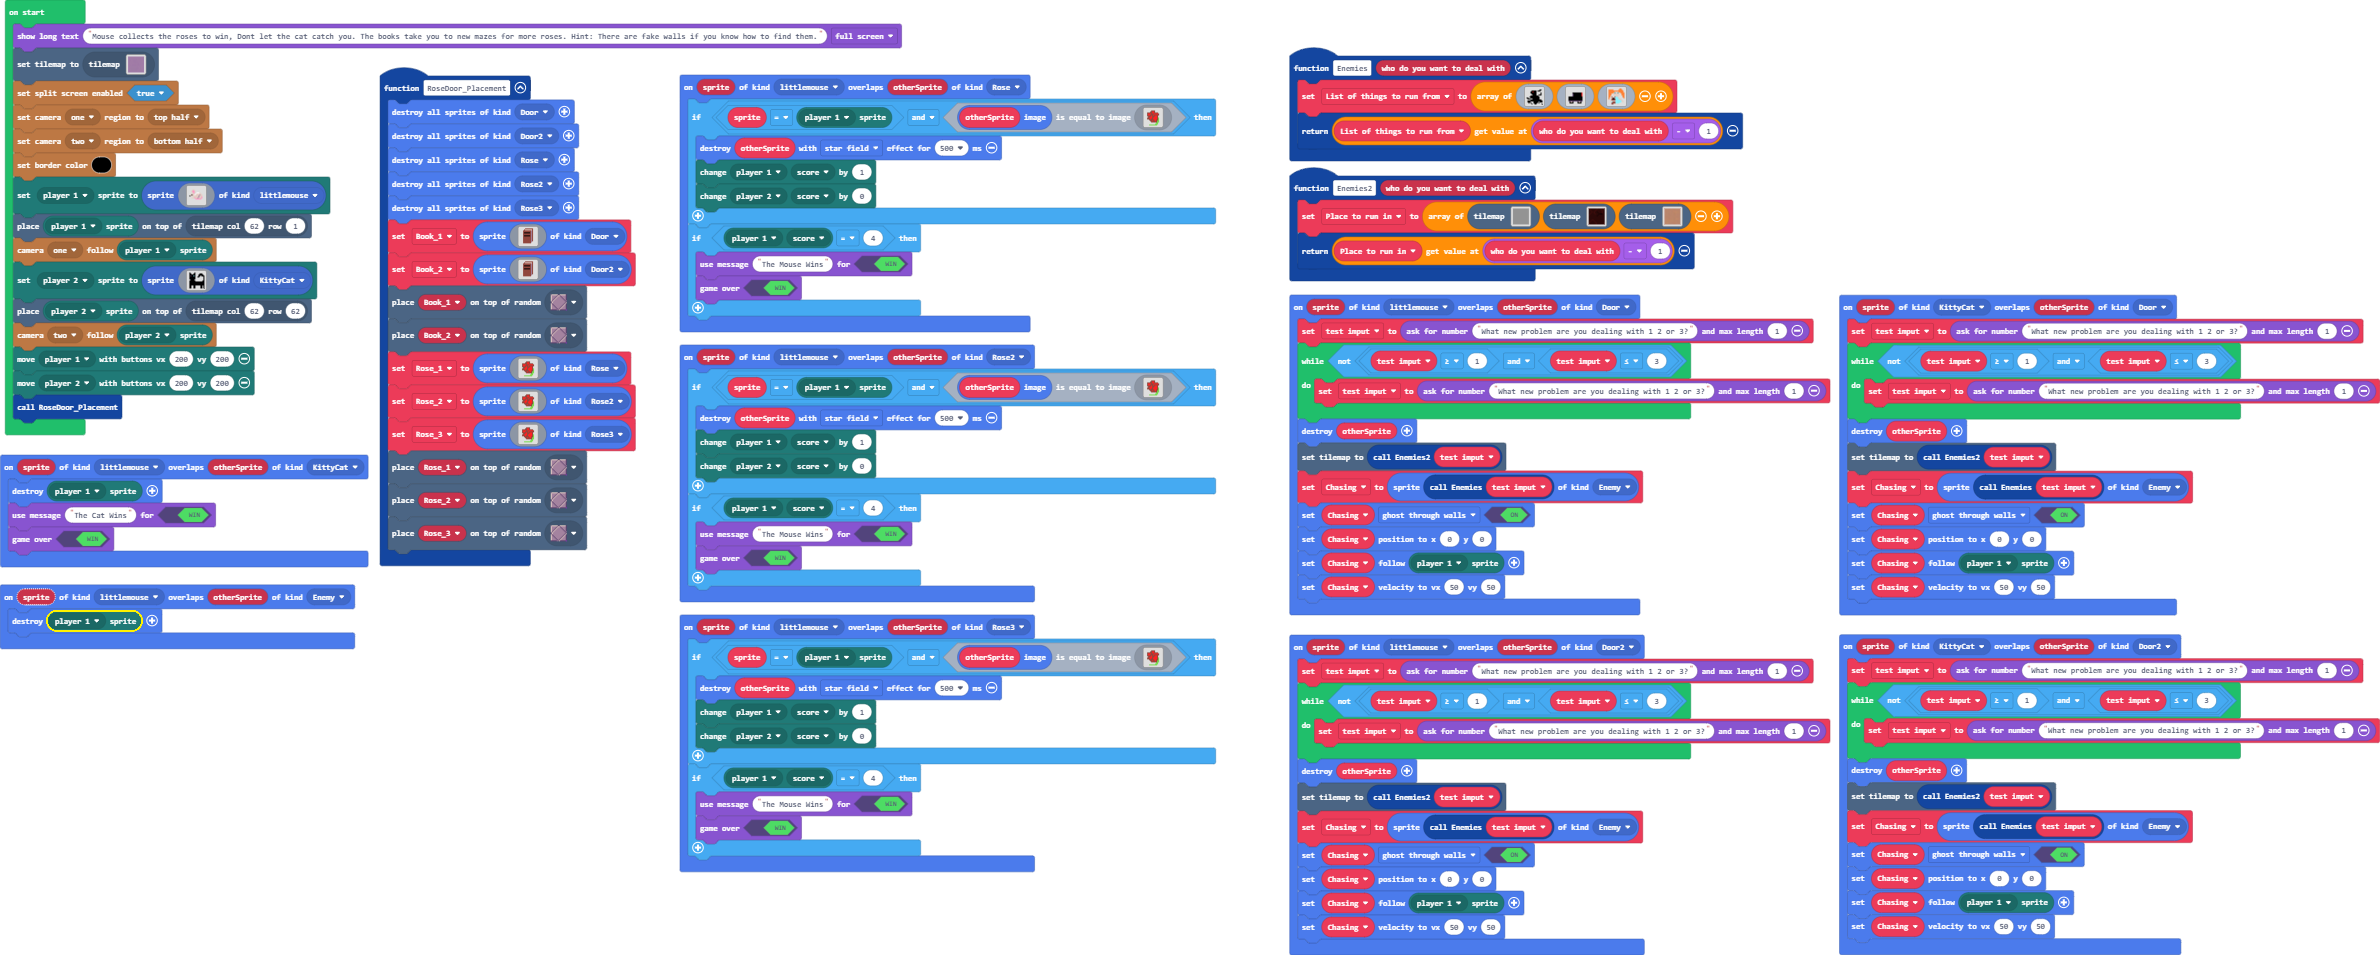 on start
show long text "Mouse collects the roses to win, Dont let the cat catch you. The books take you to new mazes for more roses. Hint: There are fake walls if you know how to find them." full screen
set tilemap to tilemap
set split screen enabled true
set camera one region to top half
set camera two region to bottom half
set border color
set player 1 sprite to sprite of kind littlemouse
place player 1 sprite on top of tilemap col 62 row 1
camera one follow player 1 sprite
set player 2 sprite to sprite of kind KittyCat
place player 2 sprite on top of tilemap col 62 row 62
camera two follow player 2 sprite
move player 1 with buttons vx 200 vy 200
move player 2 with buttons vx 200 vy 200
call RoseDoor_Placement
on sprite of kind littlemouse overlaps otherSprite of kind KittyCat
destroy player 1 sprite
use message "The Cat Wins" for WIN
game over WIN
on sprite of kind littlemouse overlaps otherSprite of kind Enemy
destroy player 1 sprite
function RoseDoor_Placement
destroy all sprites of kind Door
destroy all sprites of kind Door2
destroy all sprites of kind Rose
destroy all sprites of kind Rose2
destroy all sprites of kind Rose3
set Book_1 to sprite of kind Door
set Book_2 to sprite of kind Door2
place Book_1 on top of random
place Book_2 on top of random
set Rose_1 to sprite of kind Rose
set Rose_2 to sprite of kind Rose2
set Rose_3 to sprite of kind Rose3
place Rose_1 on top of random
place Rose_2 on top of random
place Rose_3 on top of random
on sprite of kind littlemouse overlaps otherSprite of kind Rose
if sprite = player 1 sprite and otherSprite image is equal to image then
destroy otherSprite with star field effect for 500 ms
change player 1 score by 1
change player 2 score by 0
if player 1 score = 4 then
use message "The Mouse Wins" for WIN
game over WIN
on sprite of kind littlemouse overlaps otherSprite of kind Rose2
if sprite = player 1 sprite and otherSprite image is equal to image then
destroy otherSprite with star field effect for 500 ms
change player 1 score by 1
change player 2 score by 0
if player 1 score = 4 then
use message "The Mouse Wins" for WIN
game over WIN
on sprite of kind littlemouse overlaps otherSprite of kind Rose3
if sprite = player 1 sprite and otherSprite image is equal to image then
destroy otherSprite with star field effect for 500 ms
change player 1 score by 1
change player 2 score by 0
if player 1 score = 4 then
use message "The Mouse Wins" for WIN
game over WIN
function Enemies who do you want to deal with
set List of things to run from to array of
return List of things to run from get value at who do you want to deal with - 1
function Enemies2 who do you want to deal with
set Place to run in to array of tilemap tilemap tilemap
return Place to run in get value at who do you want to deal with - 1
on sprite of kind littlemouse overlaps otherSprite of kind Door
set test imput to ask for number "What new problem are you dealing with 1 2 or 3?" and max length 1
while not test imput ≥ 1 and test imput ≤ 3
do set test imput to ask for number "What new problem are you dealing with 1 2 or 3?" and max length 1
destroy otherSprite
set tilemap to call Enemies2 test imput
set Chasing to sprite call Enemies test imput of kind Enemy
set Chasing ghost through walls ON
set Chasing position to x 0 y 0
set Chasing follow player 1 sprite
set Chasing velocity to vx 50 vy 50
on sprite of kind KittyCat overlaps otherSprite of kind Door
set test imput to ask for number "What new problem are you dealing with 1 2 or 3?" and max length 1
while not test imput ≥ 1 and test imput ≤ 3
do set test imput to ask for number "What new problem are you dealing with 1 2 or 3?" and max length 1
destroy otherSprite
set tilemap to call Enemies2 test imput
set Chasing to sprite call Enemies test imput of kind Enemy
set Chasing ghost through walls ON
set Chasing position to x 0 y 0
set Chasing follow player 1 sprite
set Chasing velocity to vx 50 vy 50
on sprite of kind littlemouse overlaps otherSprite of kind Door2
set test imput to ask for number "What new problem are you dealing with 1 2 or 3?" and max length 1
while not test imput ≥ 1 and test imput ≤ 3
do set test imput to ask for number "What new problem are you dealing with 1 2 or 3?" and max length 1
destroy otherSprite
set tilemap to call Enemies2 test imput
set Chasing to sprite call Enemies test imput of kind Enemy
set Chasing ghost through walls ON
set Chasing position to x 0 y 0
set Chasing follow player 1 sprite
set Chasing velocity to vx 50 vy 50
on sprite of kind KittyCat overlaps otherSprite of kind Door2
set test imput to ask for number "What new problem are you dealing with 1 2 or 3?" and max length 1
while not test imput ≥ 1 and test imput ≤ 3
do set test imput to ask for number "What new problem are you dealing with 1 2 or 3?" and max length 1
destroy otherSprite
set tilemap to call Enemies2 test imput
set Chasing to sprite call Enemies test imput of kind Enemy
set Chasing ghost through walls ON
set Chasing position to x 0 y 0
set Chasing follow player 1 sprite
set Chasing velocity to vx 50 vy 50